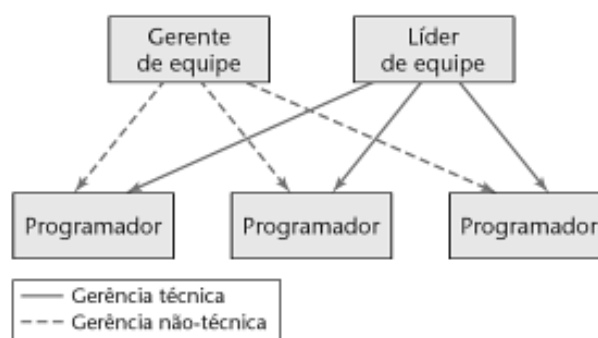 Gerente
de equipe
Líder
de equipe
Programador
Programador
Programador
Gerência técnica
Gerência não-técnica